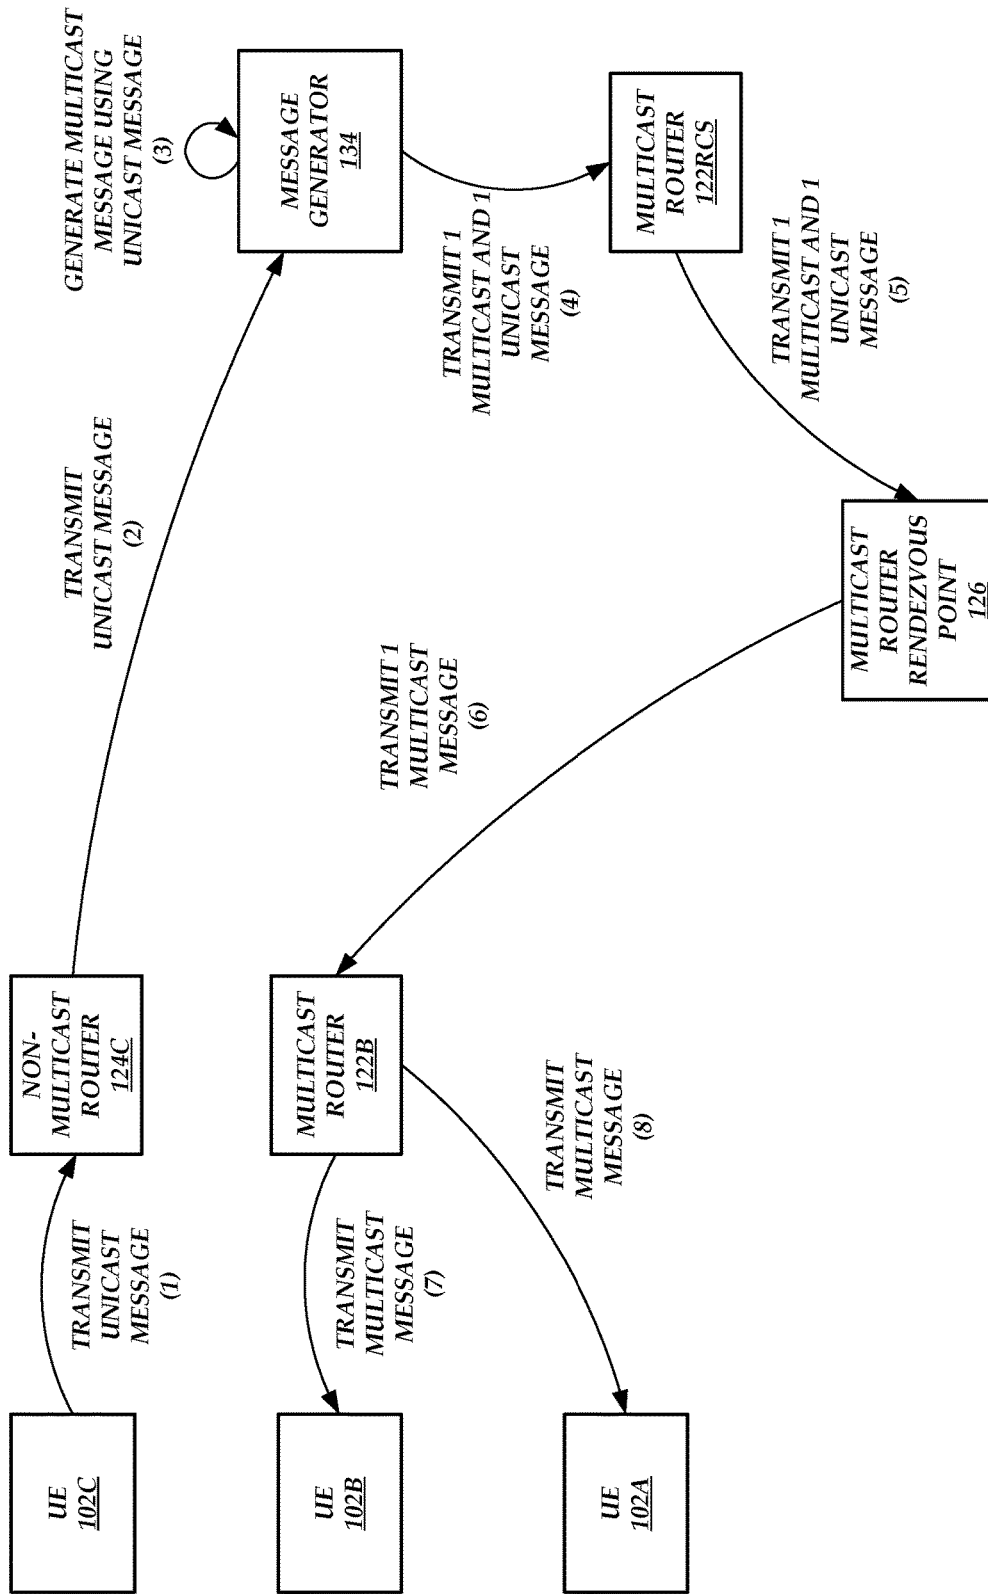 UE
102C
TRANSMIT
UNICAST
MESSAGE
(1)
NON-
MULTICAST
ROUTER
124C
TRANSMIT
UNICAST MESSAGE
(2)
GENERATE MULTICAST
MESSAGE USING
UNICAST MESSAGE
(3)
MESSAGE
GENERATOR
134
TRANSMIT 1
MULTICAST AND 1
UNICAST
MESSAGE
(4)
MULTICAST
ROUTER
122RCS
TRANSMIT 1
MULTICAST AND 1
UNICAST
MESSAGE
(5)
MULTICAST
ROUTER
RENDEZVOUS
POINT
126
TRANSMIT 1
MULTICAST
MESSAGE
(6)
MULTICAST
ROUTER
122B
TRANSMIT
MULTICAST
MESSAGE
(7)
UE
102B
TRANSMIT
MULTICAST
MESSAGE
(8)
UE
102A